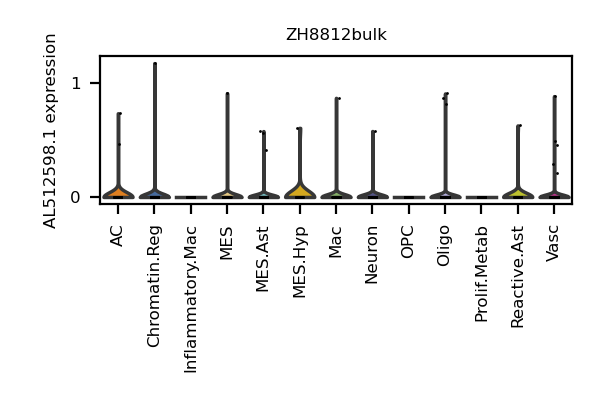 ZH8812bulk
AL512598.1 expression
1
0
AC
Chromatin.Reg
Inflammatory.Mac
MES
MES.Ast
MES.Hyp
Mac
Neuron
OPC
Oligo
Prolif.Metab
Reactive.Ast
Vasc